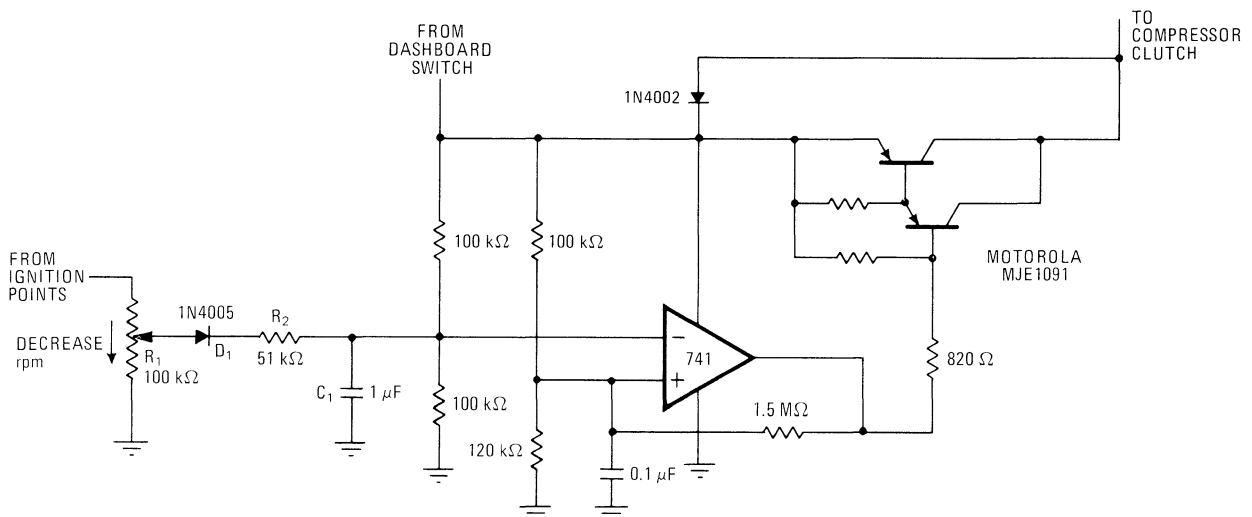 FROM
DASHBOARD
SWITCH
TO
COMPRESSOR
CLUTCH
1N4002
100 kΩ
100 kΩ
MOTOROLA
MJE1091
FROM
IGNITION
POINTS
DECREASE
rpm
R1
100 kΩ
1N4005
D1
R2
51 kΩ
C1
1 μF
100 kΩ
120 kΩ
0.1 μF
−
741
+
1.5 MΩ
820 Ω